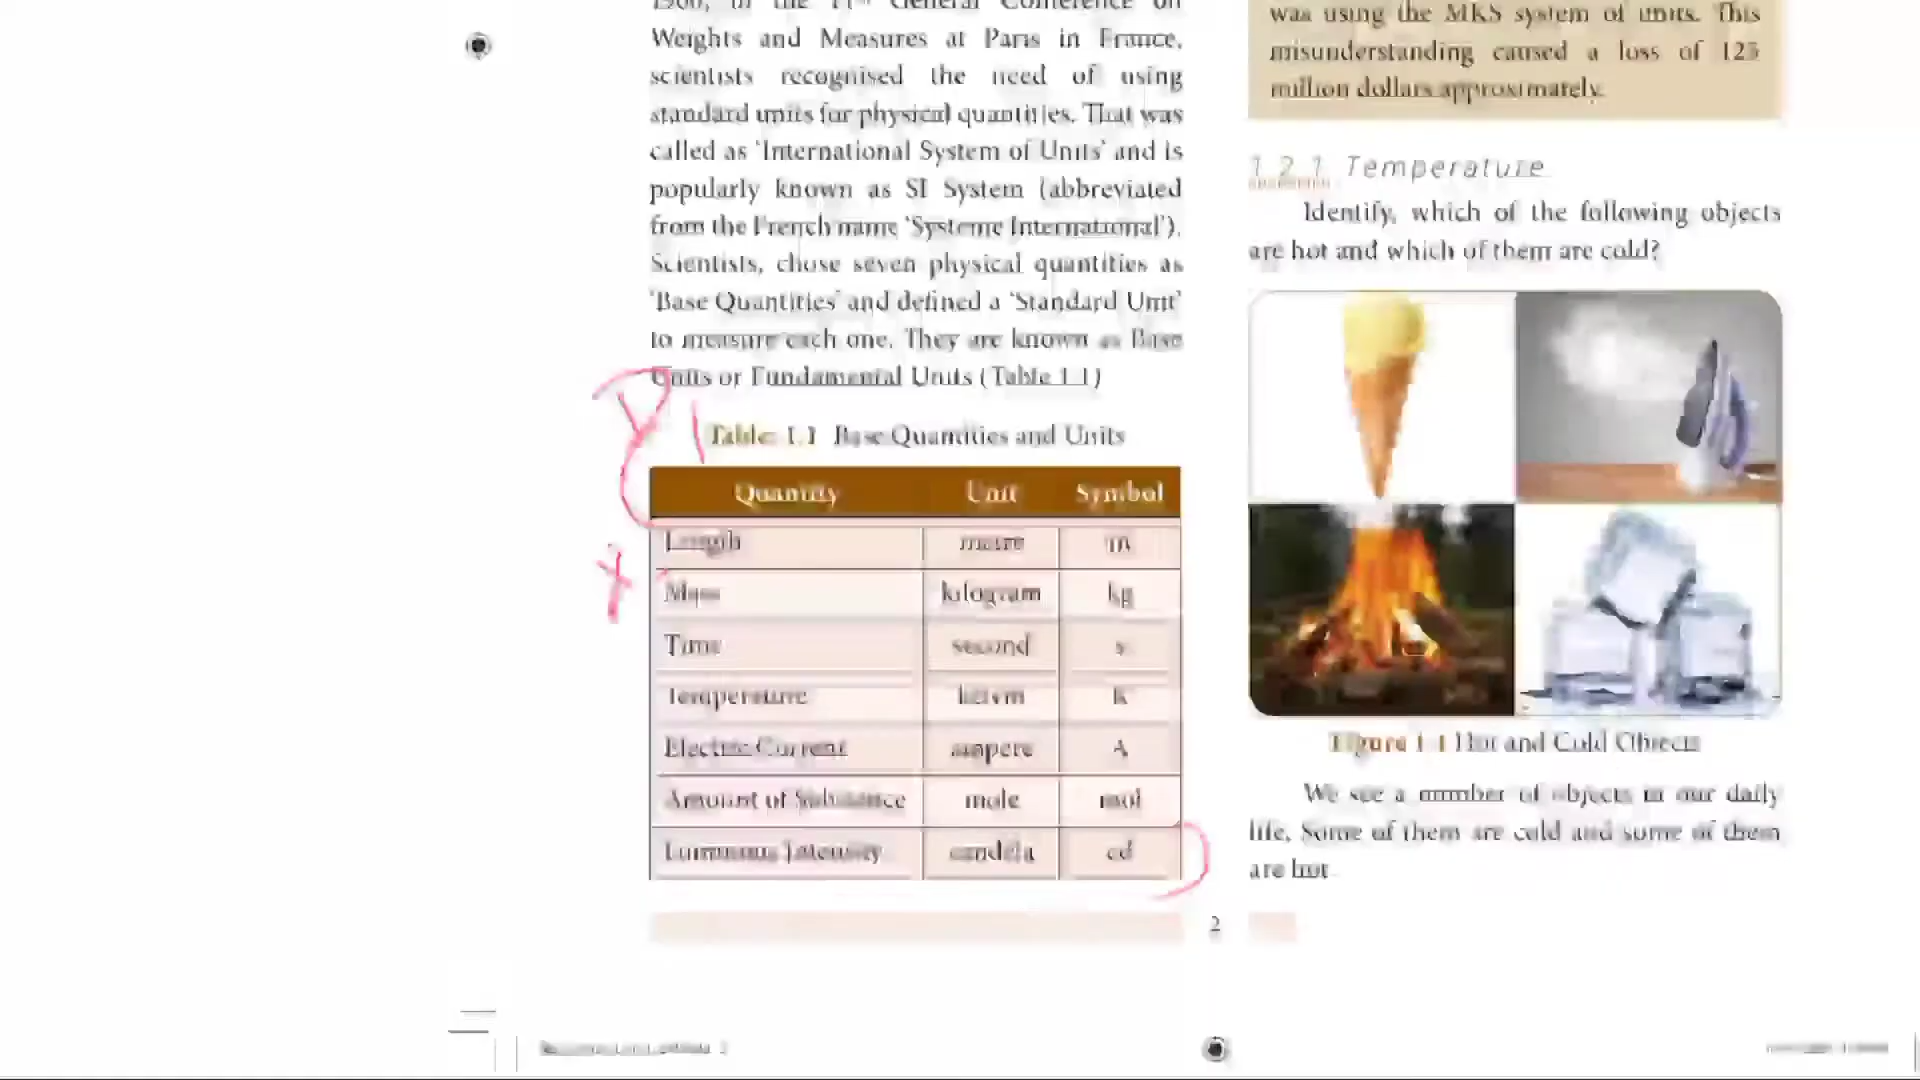 1960, in the 11th General Conference on
Weights and Measures at Paris in France,
scientists recognised the need of using
standard units for physical quantities. That was
called as 'International System of Units' and is
popularly known as SI System (abbreviated
from the French name 'Systeme International').
Scientists, chose seven physical quantities as
'Base Quantities' and defined a 'Standard Unit'
to measure each one. They are known as Base
Units or Fundamental Units (Table 1.1)
Table: 1.1 Base Quantities and Units
Quantity Unit Symbol
Length metre m
Mass kilogram kg
Time second s
Temperature kelvin K
Electric Current ampere A
Amount of Substance mole mol
Luminous Intensity candela cd
was using the MKS system of units. This
misunderstanding caused a loss of 125
million dollars approximately.
1.2.1 Temperature
Identify, which of the following objects
are hot and which of them are cold?
Figure 1.1 Hot and Cold Objects
We see a number of objects in our daily
life. Some of them are cold and some of them
are hot
2